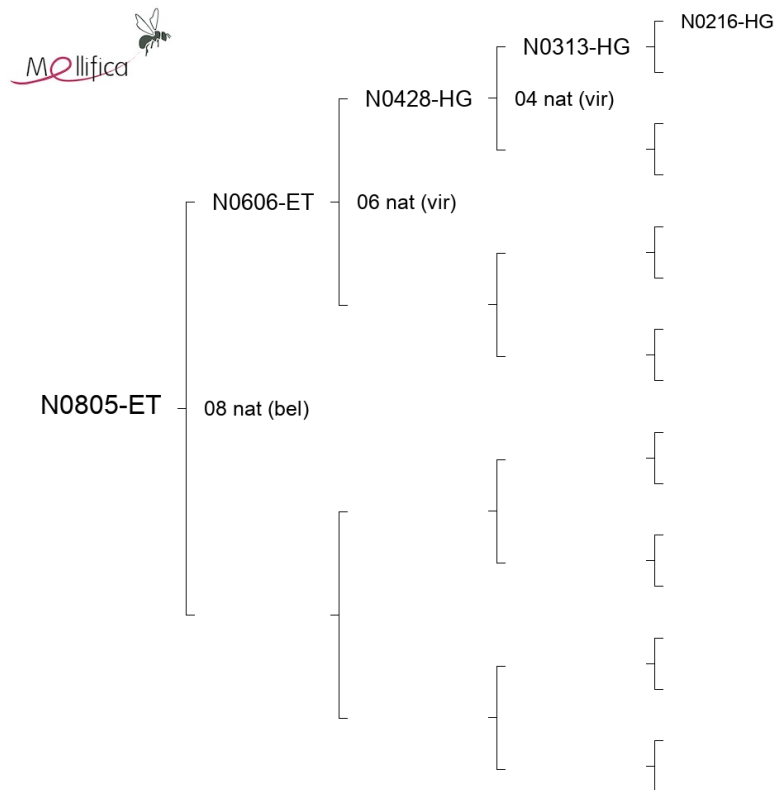 Mellifica
N0216-HG
N0313-HG
N0428-HG
04 nat (vir)
N0606-ET
06 nat (vir)
N0805-ET
08 nat (bel)